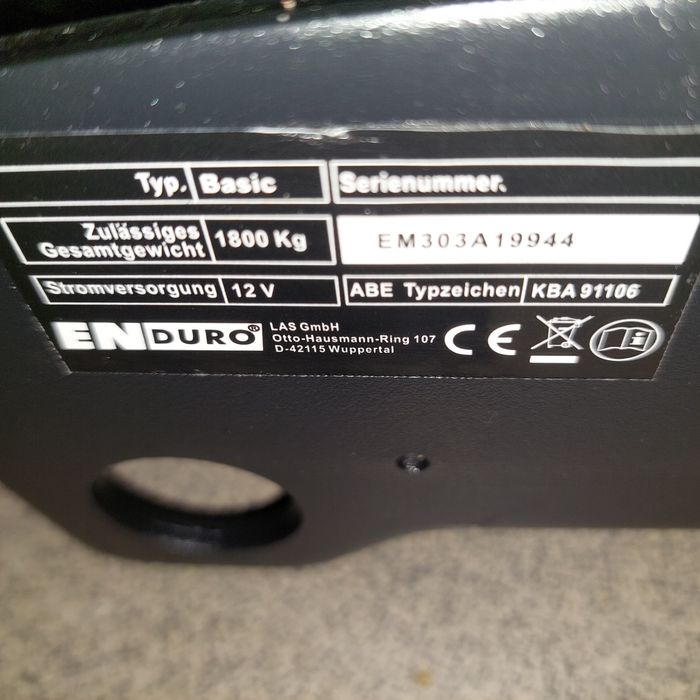 Typ. Basic Serienummer.
Zulässiges Gesamtgewicht 1800 Kg EM303A19944
Stromversorgung 12 V ABE Typzeichen KBA 91106
ENDURO® LAS GmbH
Otto-Hausmann-Ring 107
D-42115 Wuppertal
CE